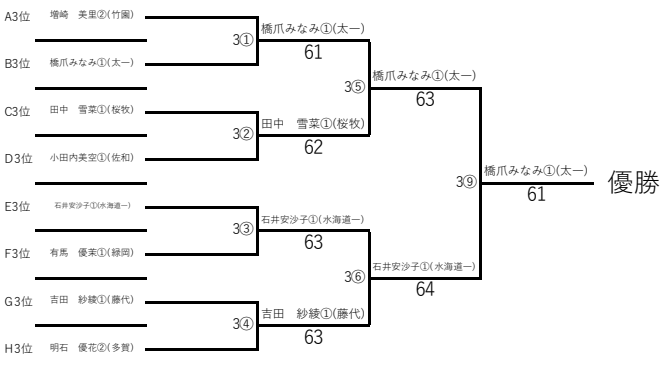 A3位 増崎　美里②(竹園)
B3位 橋爪みなみ①(太一)
3① 橋爪みなみ①(太一)
61
C3位 田中　雪菜①(桜牧)
D3位 小田内美空①(佐和)
3② 田中　雪菜①(桜牧)
62
3⑤ 橋爪みなみ①(太一)
63
E3位 石井安沙子①(水海道一)
F3位 有馬　優茉①(緑岡)
3③ 石井安沙子①(水海道一)
63
G3位 吉田　紗綾①(藤代)
H3位 明石　優花②(多賀)
3④ 吉田　紗綾①(藤代)
63
3⑥ 石井安沙子①(水海道一)
64
3⑨ 橋爪みなみ①(太一)
61
優勝